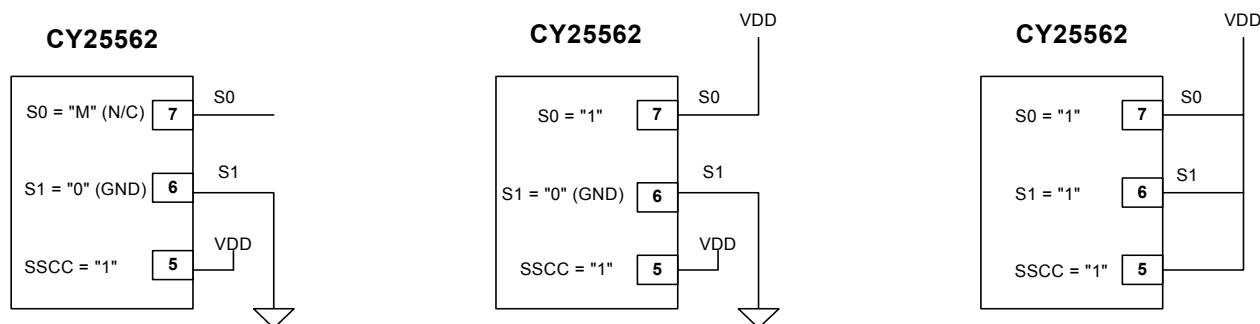 CY25562
S0
S0 = "M" (N/C) 7
S1
S1 = "0" (GND) 6
VDD
SSCC = "1" 5
VDD
CY25562
S0
S0 = "1" 7
S1
S1 = "0" (GND) 6
VDD
SSCC = "1" 5
VDD
CY25562
S0
S0 = "1" 7
S1
S1 = "1" 6
SSCC = "1" 5